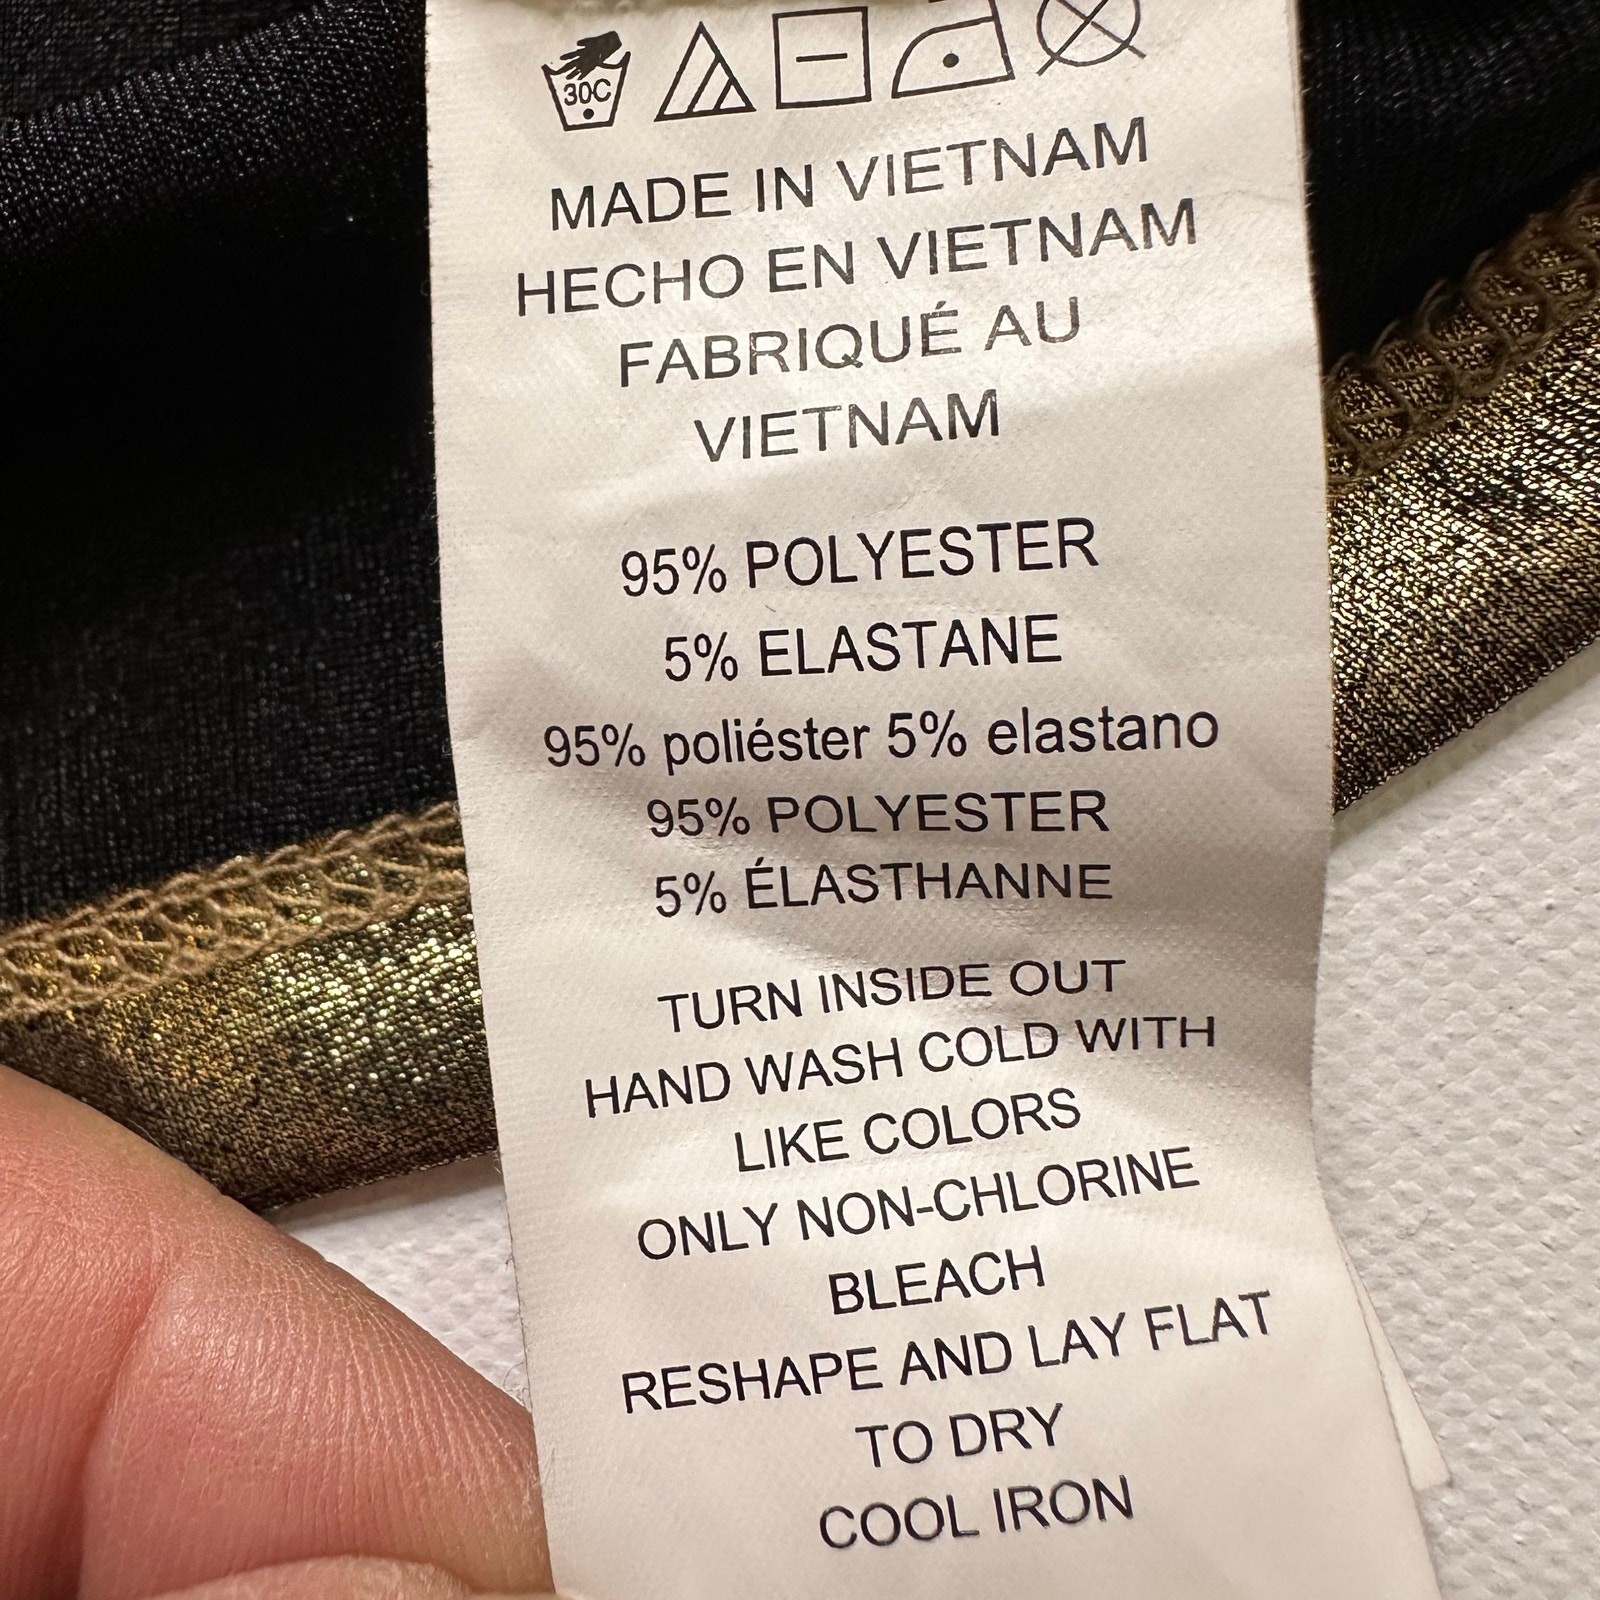 30C
MADE IN VIETNAM
HECHO EN VIETNAM
FABRIQUÉ AU
VIETNAM
95% POLYESTER
5% ELASTANE
95% poliéster 5% elastano
95% POLYESTER
5% ÉLASTHANNE
TURN INSIDE OUT
HAND WASH COLD WITH
LIKE COLORS
ONLY NON-CHLORINE
BLEACH
RESHAPE AND LAY FLAT
TO DRY
COOL IRON